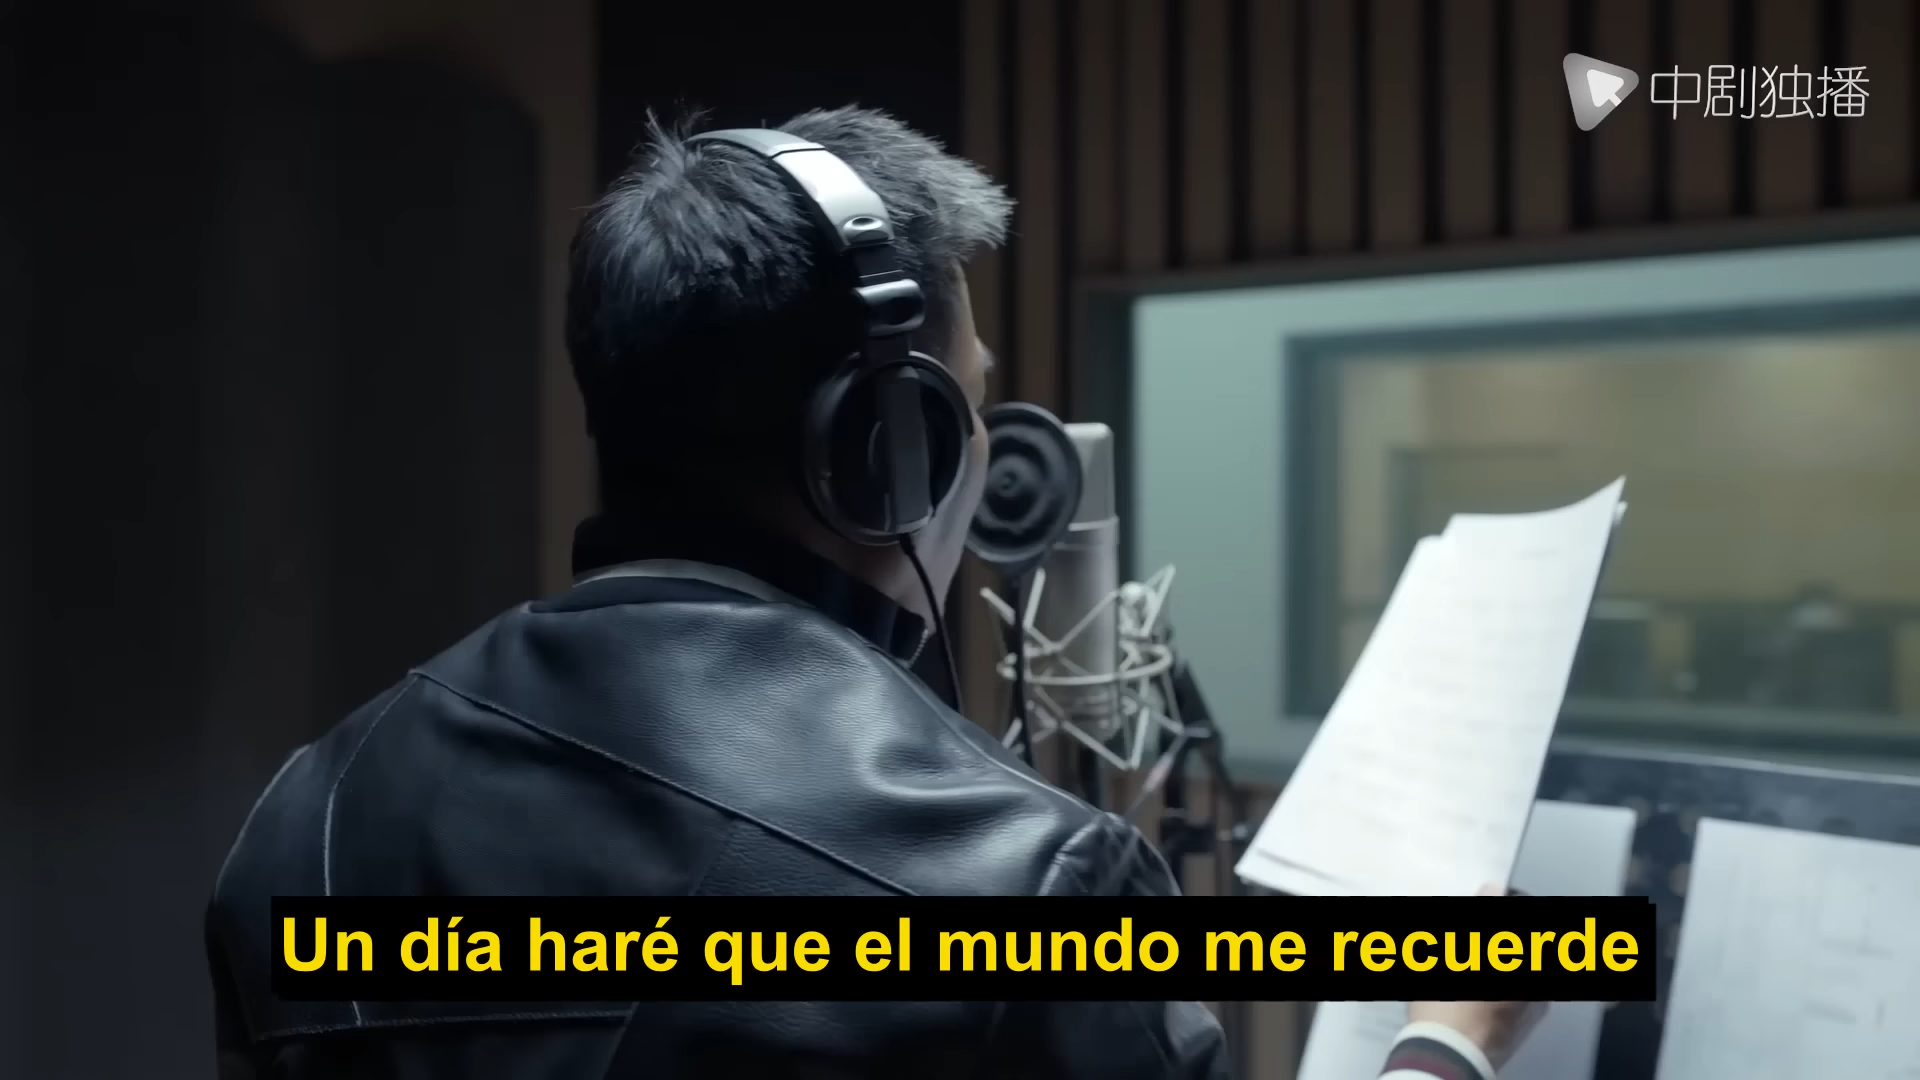 中剧独播
Un día haré que el mundo me recuerde